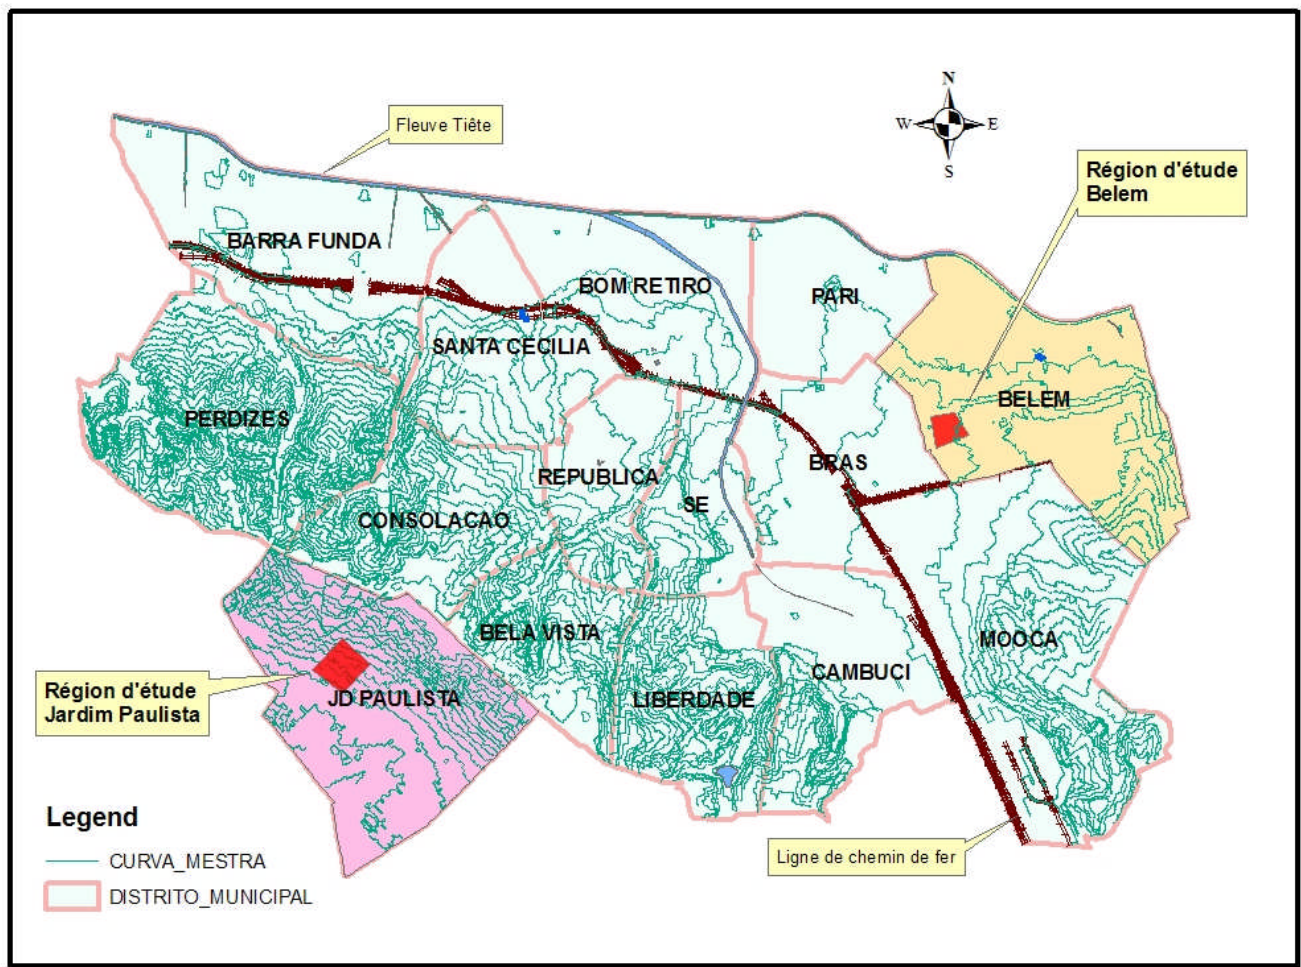 N
W
E
S
Fleuve Tiête
Région d'étude
Belem
BARRA FUNDA
BOM RETIRO
PARI
SANTA CECILIA
BELEM
PERDIZES
BRAS
REPUBLICA
SE
CONSOLACAO
BELA VISTA
MOOCA
CAMBUCI
Région d'étude
Jardim Paulista
JD PAULISTA
LIBERDADE
Legend
CURVA_MESTRA
DISTRITO_MUNICIPAL
Ligne de chemin de fer